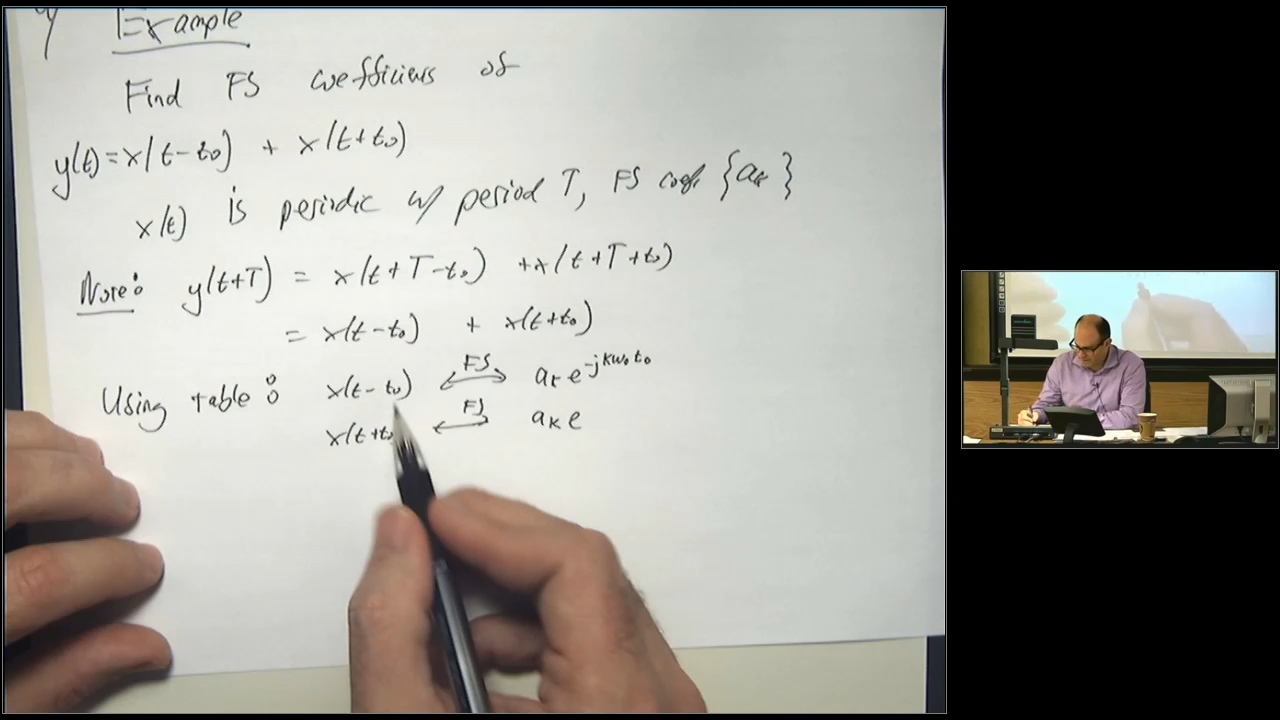 Example
Find FS coefficiens of
y(t)=x(t-t₀) + x(t+t₀)
x(t) is periodic w/ period T, FS coef. {aₖ}
Note: y(t+T) = x(t+T-t₀) +x(t+T+t₀)
= x(t-t₀) + x(t+t₀)
Using table: x(t-t₀) ⟷ FS aₖe^{-jkω₀t₀}
x(t+t₀ ⟷ FS aₖe